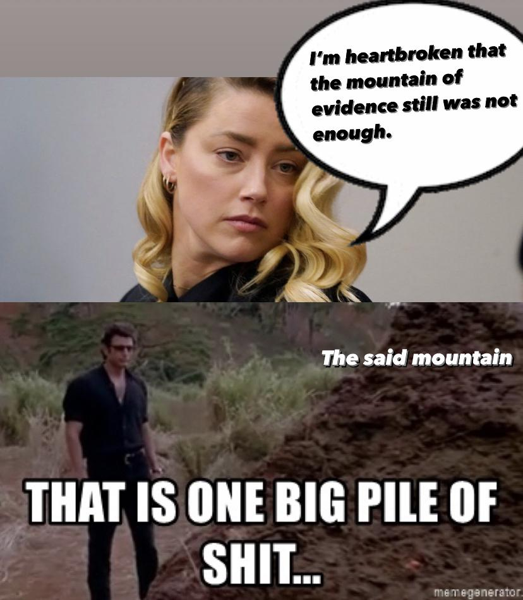 I'm heartbroken that
the mountain of
evidence still was not
enough.
The said mountain
THAT IS ONE BIG PILE OF
SHIT...
memegenerator.